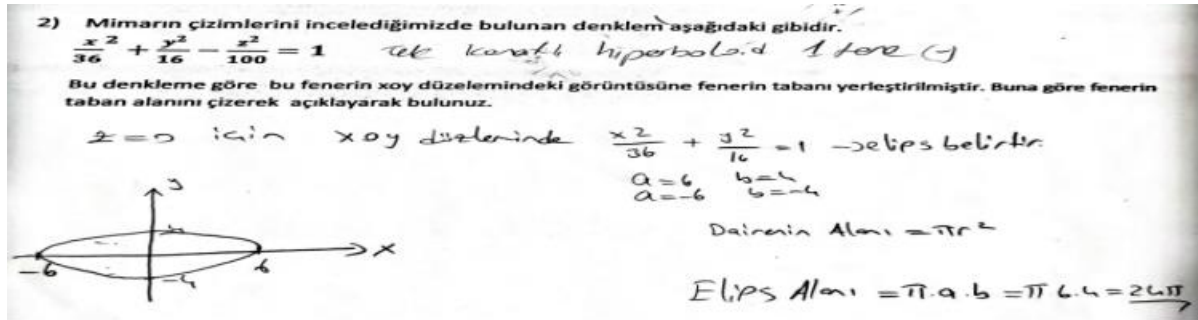 2) Mimarın çizimlerini incelediğimizde bulunan denklem aşağıdaki gibidir.
x²/36 + y²/16 − z²/100 = 1 Tek kanatlı hiperboloid 1 tane (-)
Bu denkleme göre bu fenerin xoy düzelemindeki görüntüsüne fenerin tabanı yerleştirilmiştir. Buna göre fenerin
taban alanını çizerek açıklayarak bulunuz.
z=0 için xoy düzleminde x²/36 + y²/16 = 1 → elips belirtir.
a=6 b=4
a=-6 b=-4
Dairenin Alanı = πr²
y
4
x
-6
6
-4
Elips Alanı = π.a.b = π 6.4 = 24π